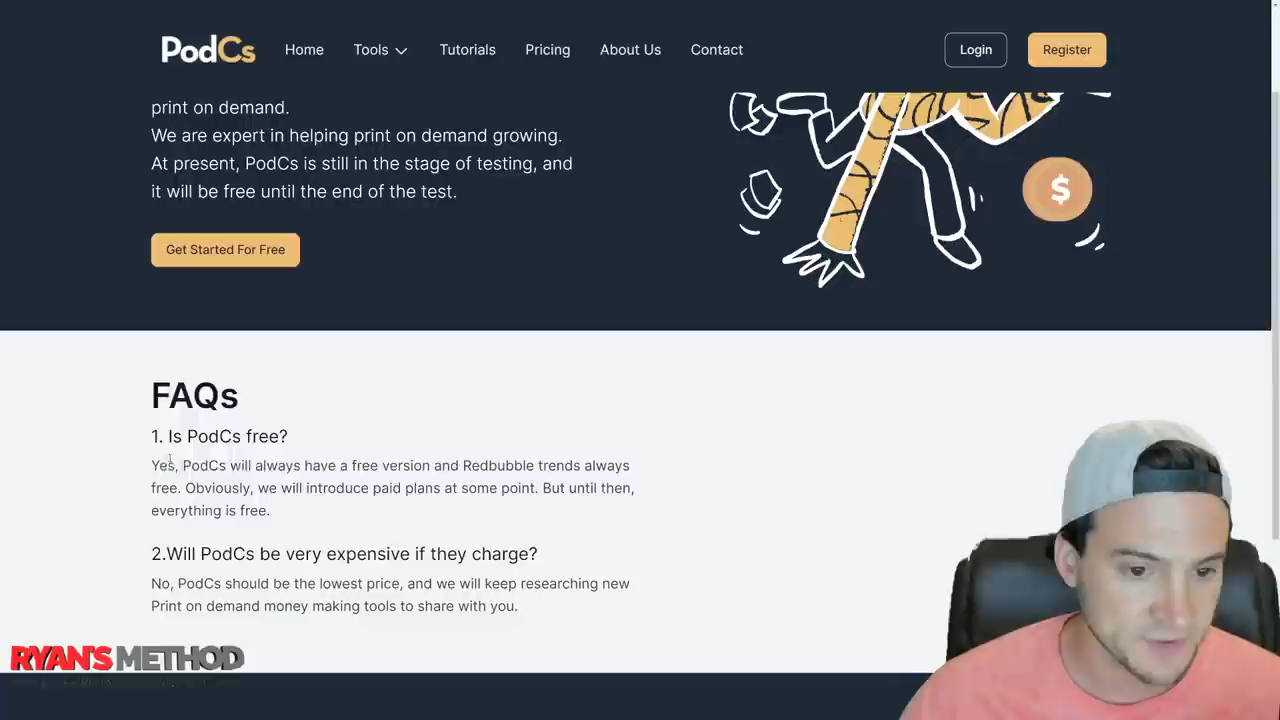 PodCs Home Tools Tutorials Pricing About Us Contact Login Register
print on demand.
We are expert in helping print on demand growing.
At present, PodCs is still in the stage of testing, and
it will be free until the end of the test.
$
Get Started For Free
FAQs
1. Is PodCs free?
Yes, PodCs will always have a free version and Redbubble trends always
free. Obviously, we will introduce paid plans at some point. But until then,
everything is free.
2.Will PodCs be very expensive if they charge?
No, PodCs should be the lowest price, and we will keep researching new
Print on demand money making tools to share with you.
RYAN'S METHOD